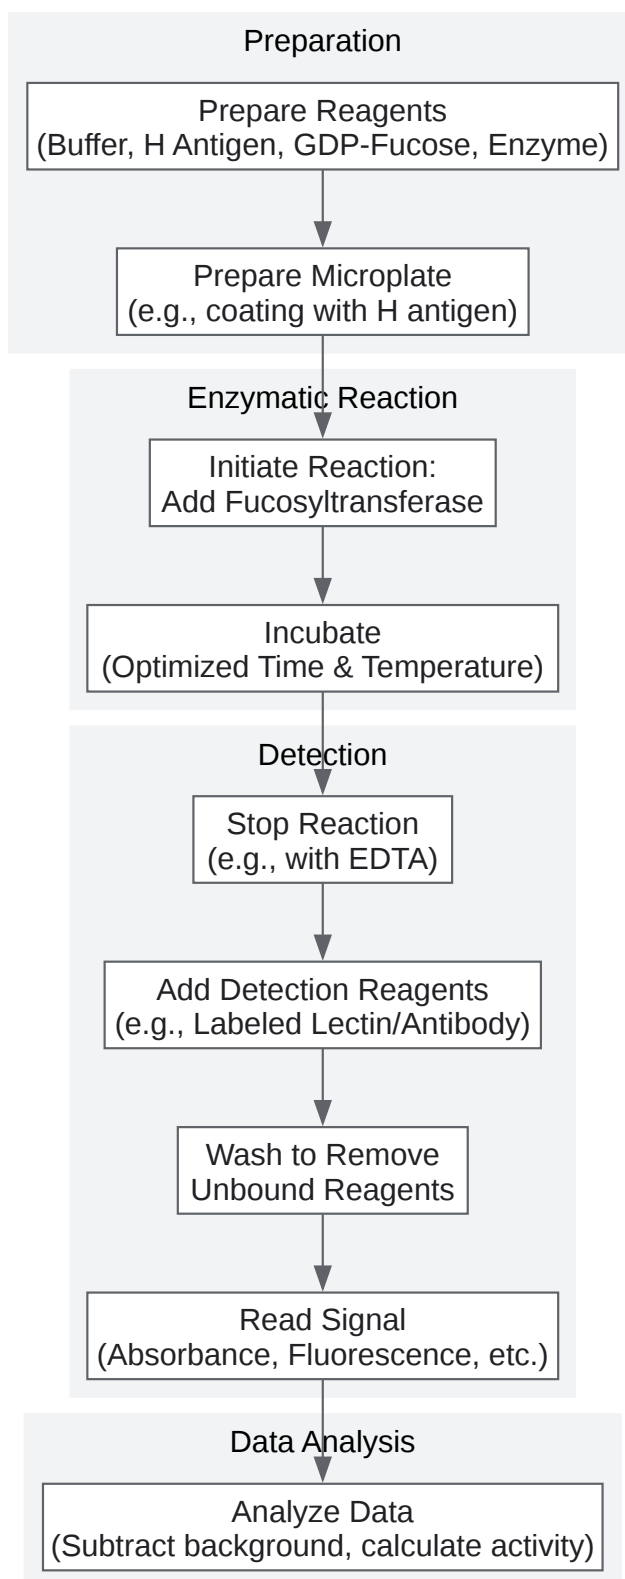 Preparation
Prepare Reagents
(Buffer, H Antigen, GDP-Fucose, Enzyme)
Prepare Microplate
(e.g., coating with H antigen)
Enzymatic Reaction
Initiate Reaction:
Add Fucosyltransferase
Incubate
(Optimized Time & Temperature)
Detection
Stop Reaction
(e.g., with EDTA)
Add Detection Reagents
(e.g., Labeled Lectin/Antibody)
Wash to Remove
Unbound Reagents
Read Signal
(Absorbance, Fluorescence, etc.)
Data Analysis
Analyze Data
(Subtract background, calculate activity)